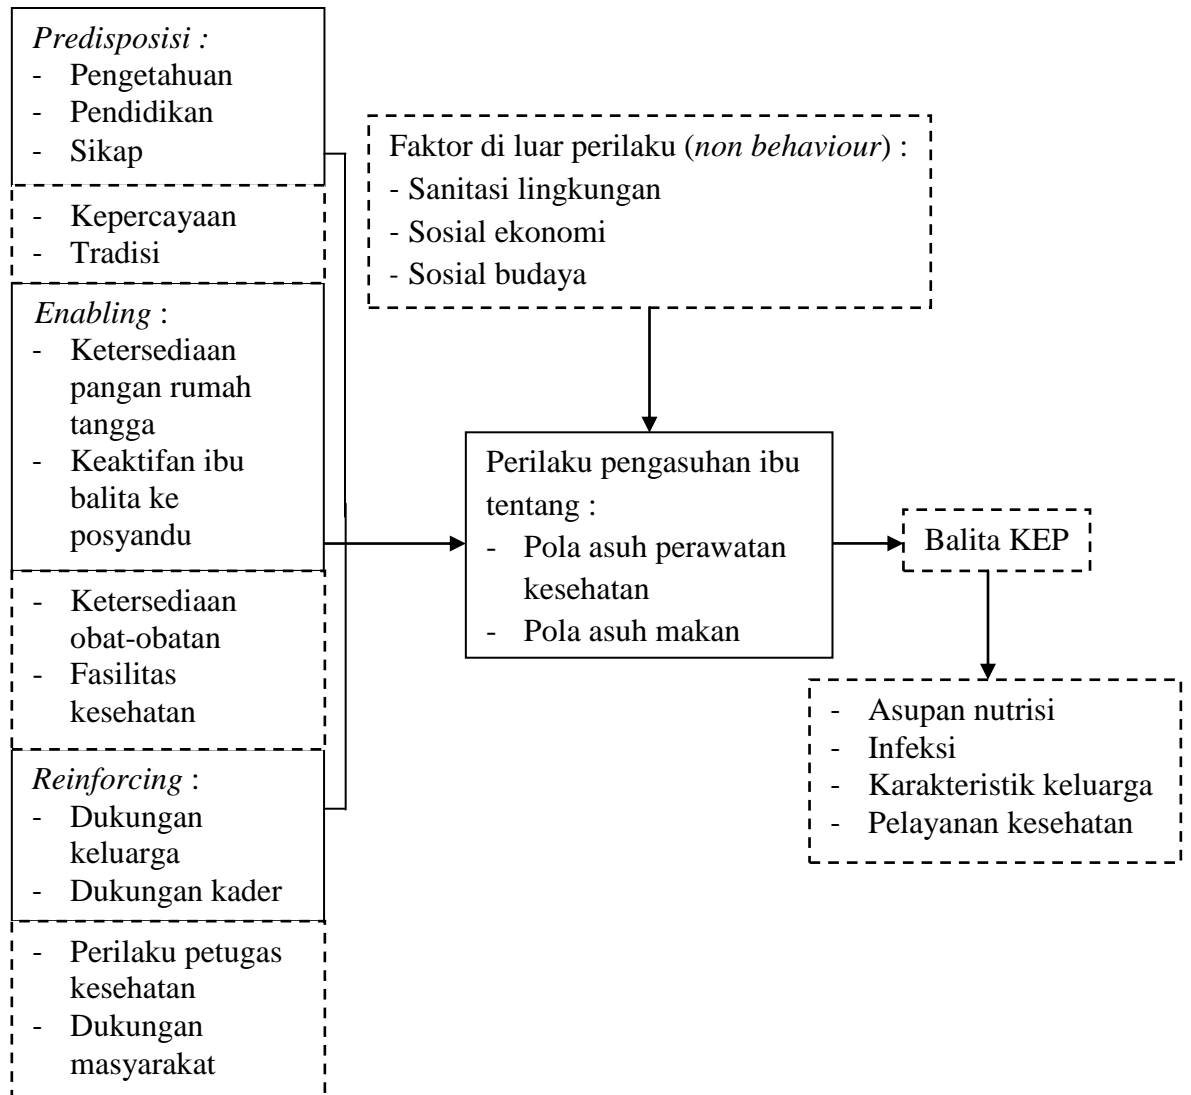 Predisposisi :
- Pengetahuan
- Pendidikan
- Sikap
- Kepercayaan
- Tradisi
Enabling :
- Ketersediaan
pangan rumah
tangga
- Keaktifan ibu
balita ke
posyandu
- Ketersediaan
obat-obatan
- Fasilitas
kesehatan
Reinforcing :
- Dukungan
keluarga
- Dukungan kader
- Perilaku petugas
kesehatan
- Dukungan
masyarakat
Faktor di luar perilaku (non behaviour) :
- Sanitasi lingkungan
- Sosial ekonomi
- Sosial budaya
Perilaku pengasuhan ibu
tentang :
- Pola asuh perawatan
kesehatan
- Pola asuh makan
Balita KEP
- Asupan nutrisi
- Infeksi
- Karakteristik keluarga
- Pelayanan kesehatan